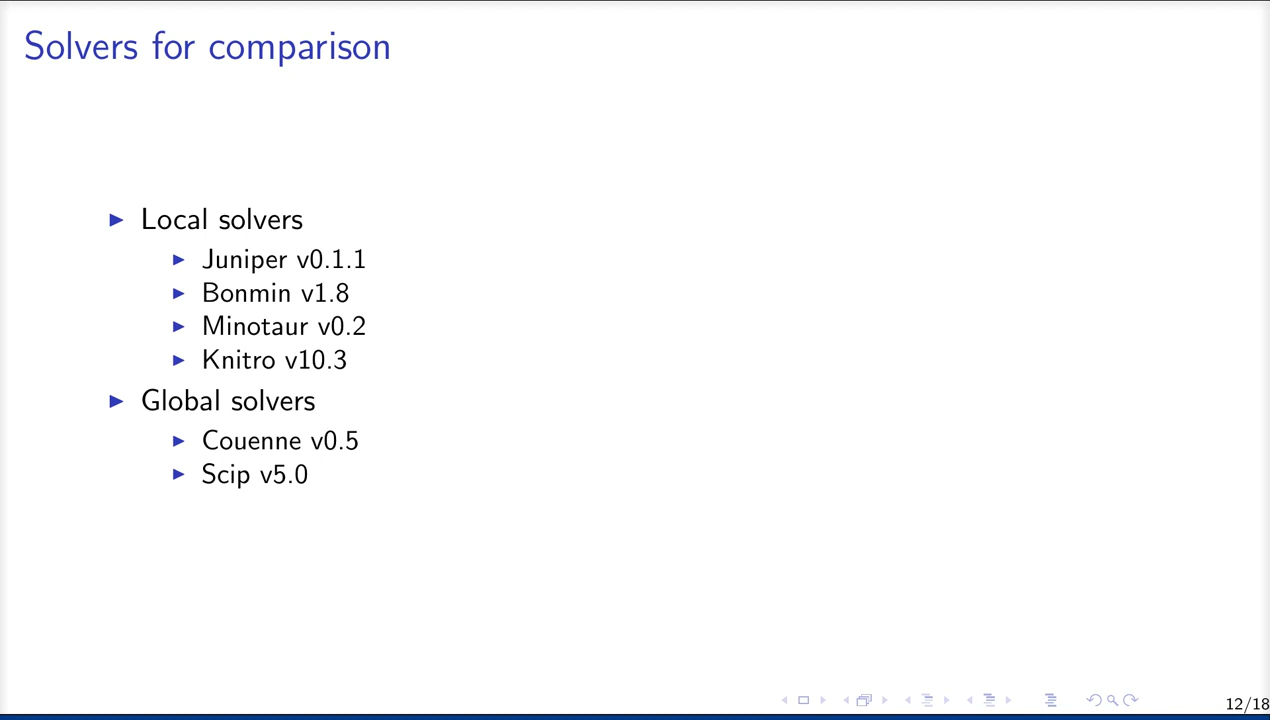 Solvers for comparison
Local solvers
Juniper v0.1.1
Bonmin v1.8
Minotaur v0.2
Knitro v10.3
Global solvers
Couenne v0.5
Scip v5.0
12/18